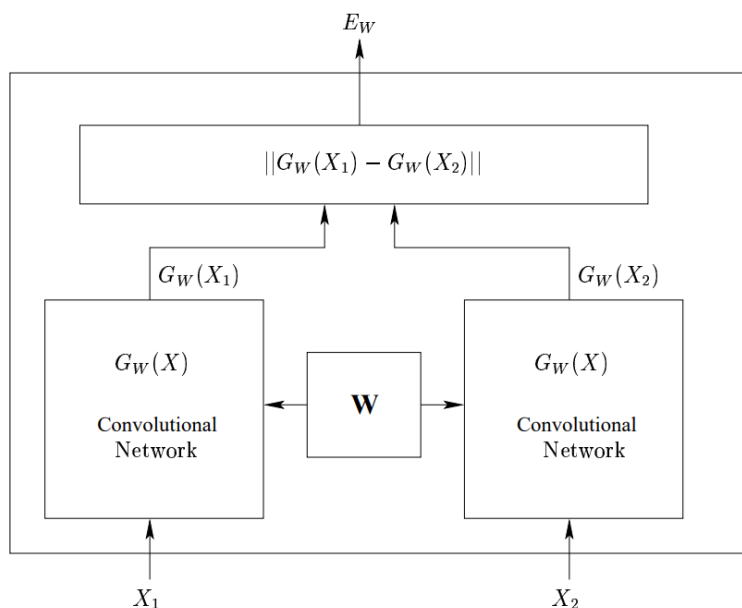 E_W
||G_W(X_1) − G_W(X_2)||
G_W(X_1)
G_W(X_2)
G_W(X)
Convolutional
Network
W
G_W(X)
Convolutional
Network
X_1
X_2